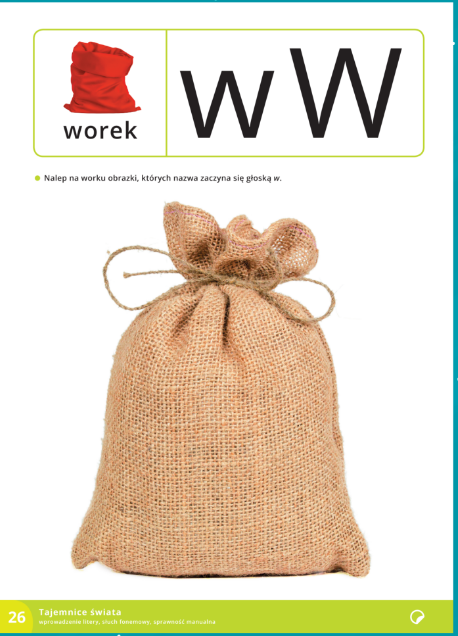 w W
worek
Nalep na worku obrazki, których nazwa zaczyna się głoską w.
26
Tajemnice świata
wprowadzenie litery, słuch fonemowy, sprawność manualna